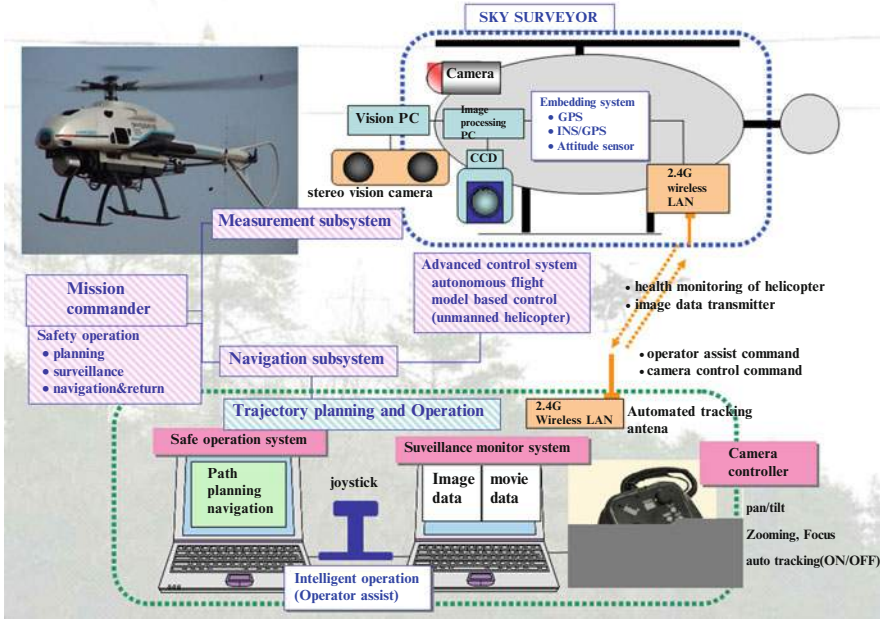 SKY SURVEYOR
Camera
Vision PC
Image
processing
PC
Embedding system
• GPS
• INS/GPS
• Attitude sensor
CCD
stereo vision camera
2.4G
wireless
LAN
Measurement subsystem
Mission
commander
Safety operation
• planning
• surveillance
• navigation&return
Advanced control system
autonomous flight
model based control
(unmanned helicopter)
Navigation subsystem
• health monitoring of helicopter
• image data transmitter
• operator assist command
• camera control command
Trajectory planning and Operation
2.4G
Wireless LAN
Automated tracking
antena
Safe operation system
Suveillance monitor system
Camera
controller
Path
planning
navigation
joystick
Image
data
movie
data
pan/tilt
Zooming, Focus
auto tracking(ON/OFF)
Intelligent operation
(Operator assist)